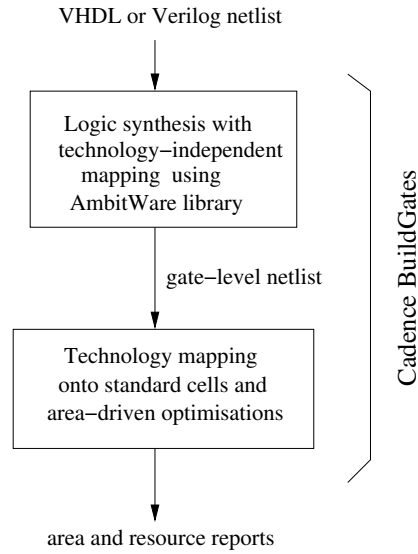 VHDL or Verilog netlist
Logic synthesis with
technology−independent
mapping using
AmbitWare library
gate−level netlist
Technology mapping
onto standard cells and
area−driven optimisations
area and resource reports
Cadence BuildGates